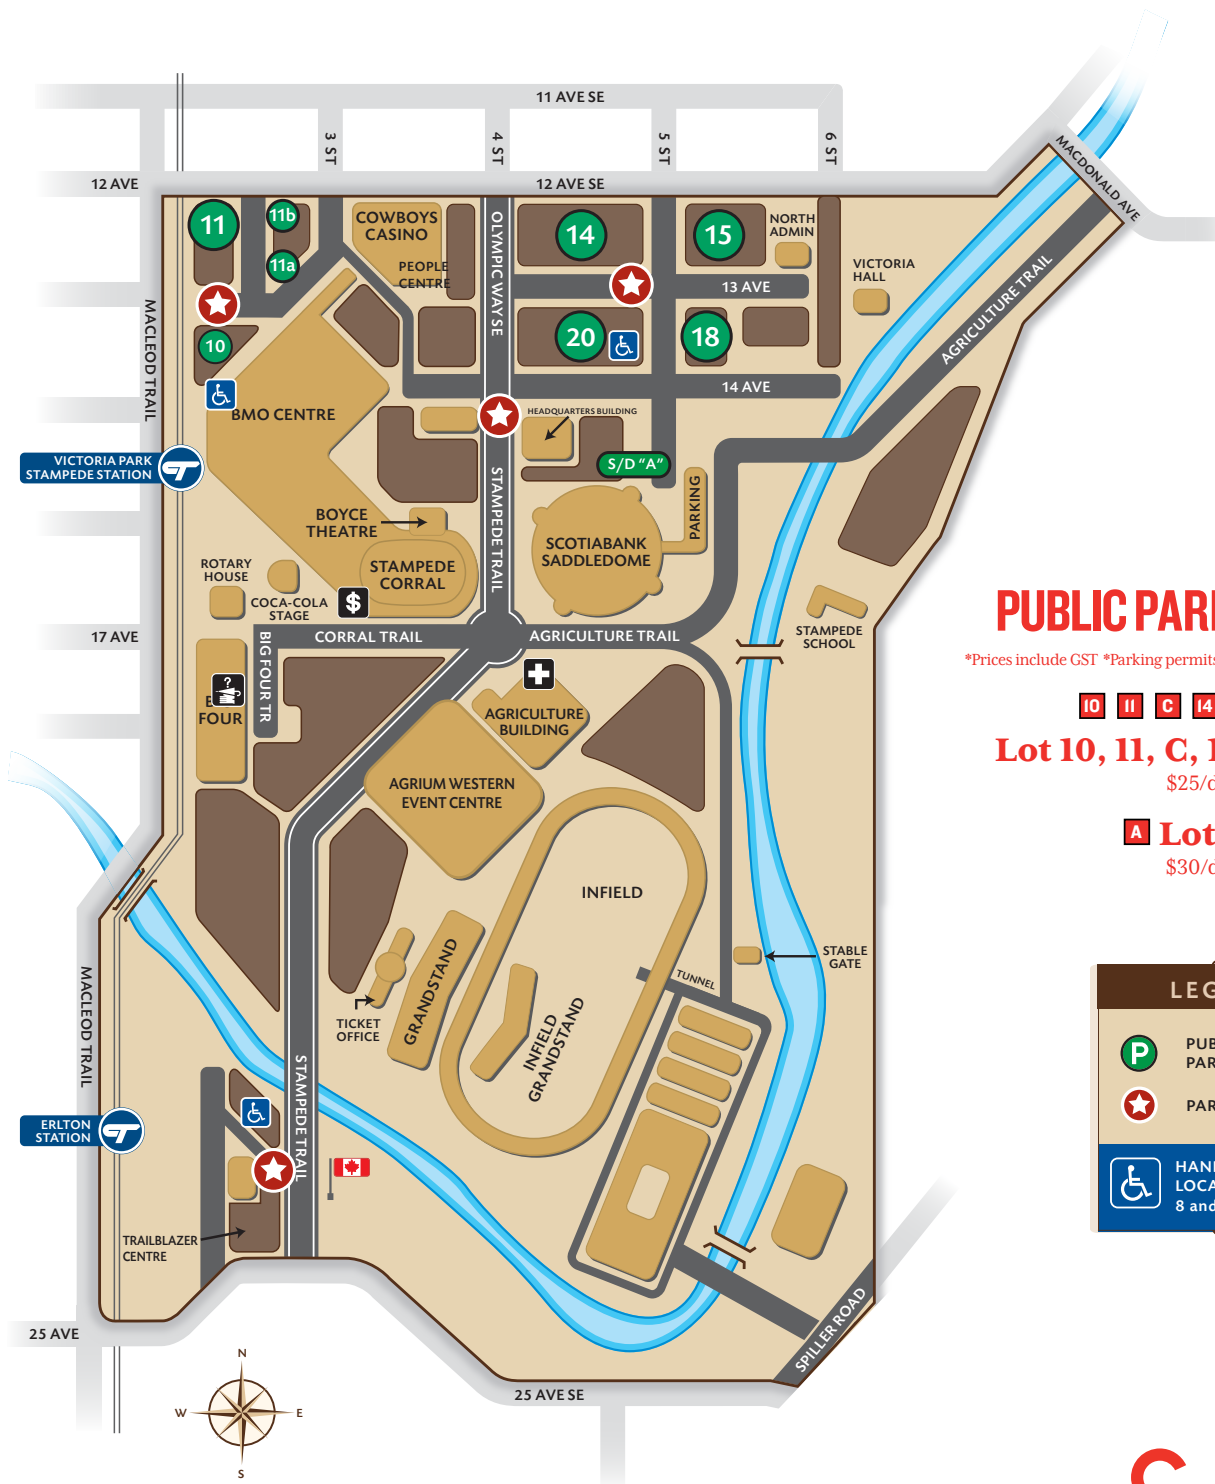 11 AVE SE
3 ST
4 ST
5 ST
6 ST
MACDONALD AVE
12 AVE
12 AVE SE
11
11b
11a
COWBOYS
CASINO
PEOPLE
CENTRE
OLYMPIC WAY SE
14
15
NORTH
ADMIN
VICTORIA
HALL
13 AVE
AGRICULTURE TRAIL
MACLEOD TRAIL
10
20
18
14 AVE
BMO CENTRE
HEADQUARTERS BUILDING
VICTORIA PARK
STAMPEDE STATION
S/D "A"
STAMPEDE TRAIL
PARKING
BOYCE
THEATRE
SCOTIABANK
SADDLEDOME
STAMPEDE
CORRAL
ROTARY
HOUSE
COCA-COLA
STAGE
$
PUBLIC PAR
17 AVE
BIG FOUR TR
CORRAL TRAIL
AGRICULTURE TRAIL
STAMPEDE
SCHOOL
*Prices include GST *Parking permits
?
FOUR
10 11 C 14
AGRICULTURE
BUILDING
Lot 10, 11, C, 1
$25/d
AGRIUM WESTERN
EVENT CENTRE
A Lot
$30/d
INFIELD
STABLE
GATE
TUNNEL
MACLEOD TRAIL
GRANDSTAND
TICKET
OFFICE
INFIELD
GRANDSTAND
LEG
P
PUB
PAR
PAR
HAN
LOCA
8 and
STAMPEDE TRAIL
ERLTON
STATION
TRAILBLAZER
CENTRE
SPILLER ROAD
25 AVE
25 AVE SE
N
W
E
S